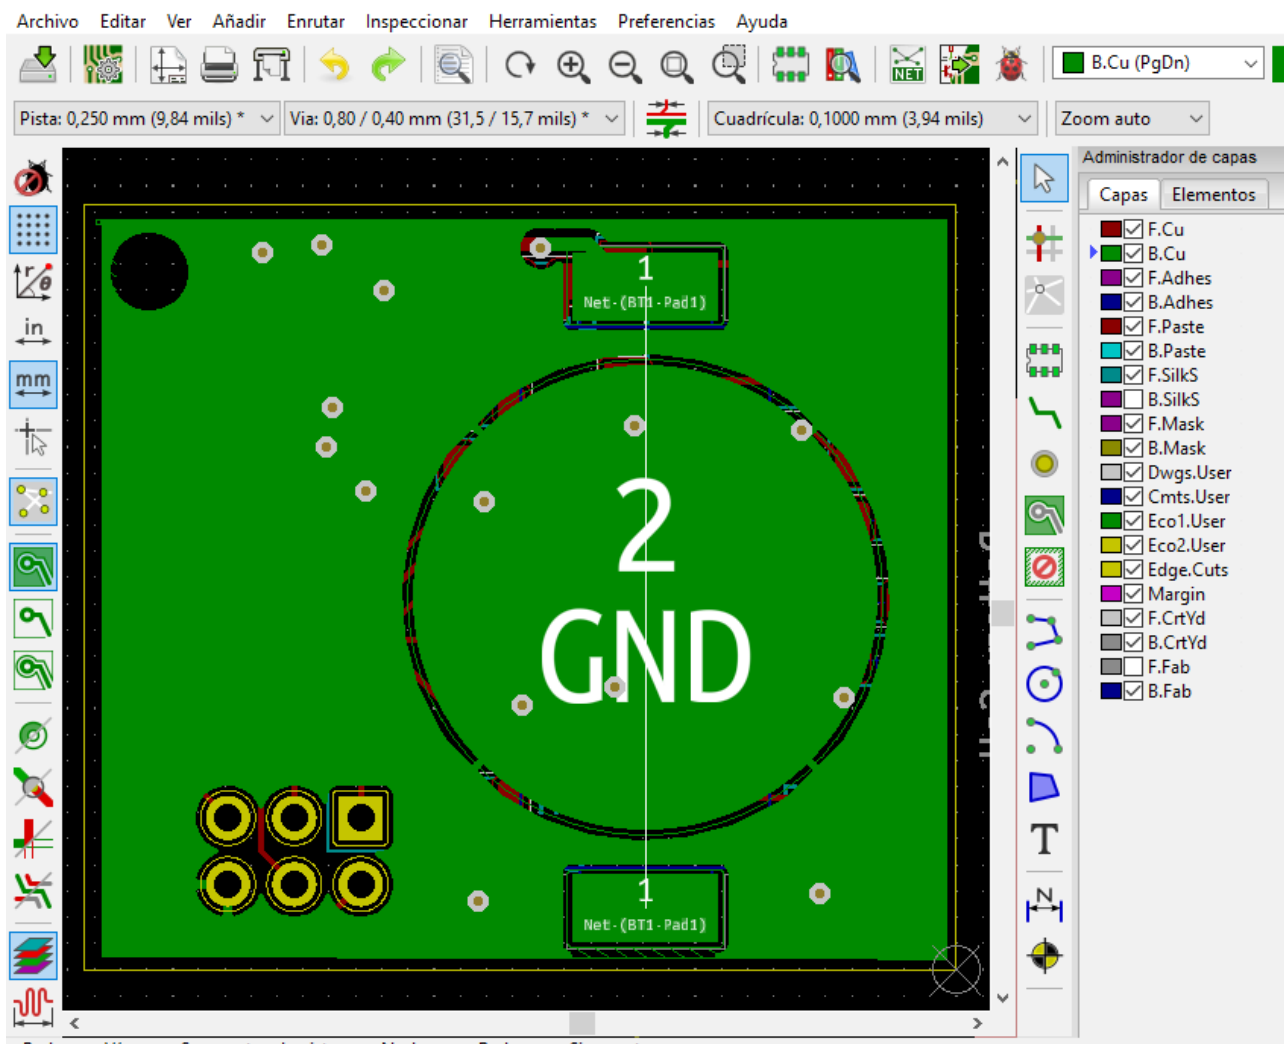 Archivo Editar Ver Añadir Enrutar Inspeccionar Herramientas Preferencias Ayuda
NET
B.Cu (PgDn)
Pista: 0,250 mm (9,84 mils) *
Via: 0,80 / 0,40 mm (31,5 / 15,7 mils) *
Cuadrícula: 0,1000 mm (3,94 mils)
Zoom auto
Administrador de capas
Capas Elementos
F.Cu
B.Cu
F.Adhes
B.Adhes
F.Paste
B.Paste
F.SilkS
B.SilkS
F.Mask
B.Mask
Dwgs.User
Cmts.User
Eco1.User
Eco2.User
Edge.Cuts
Margin
F.CrtYd
B.CrtYd
F.Fab
B.Fab
r
θ
in
mm
1
Net-(BT1-Pad1)
2
GND
1
Net-(BT1-Pad1)
T
N